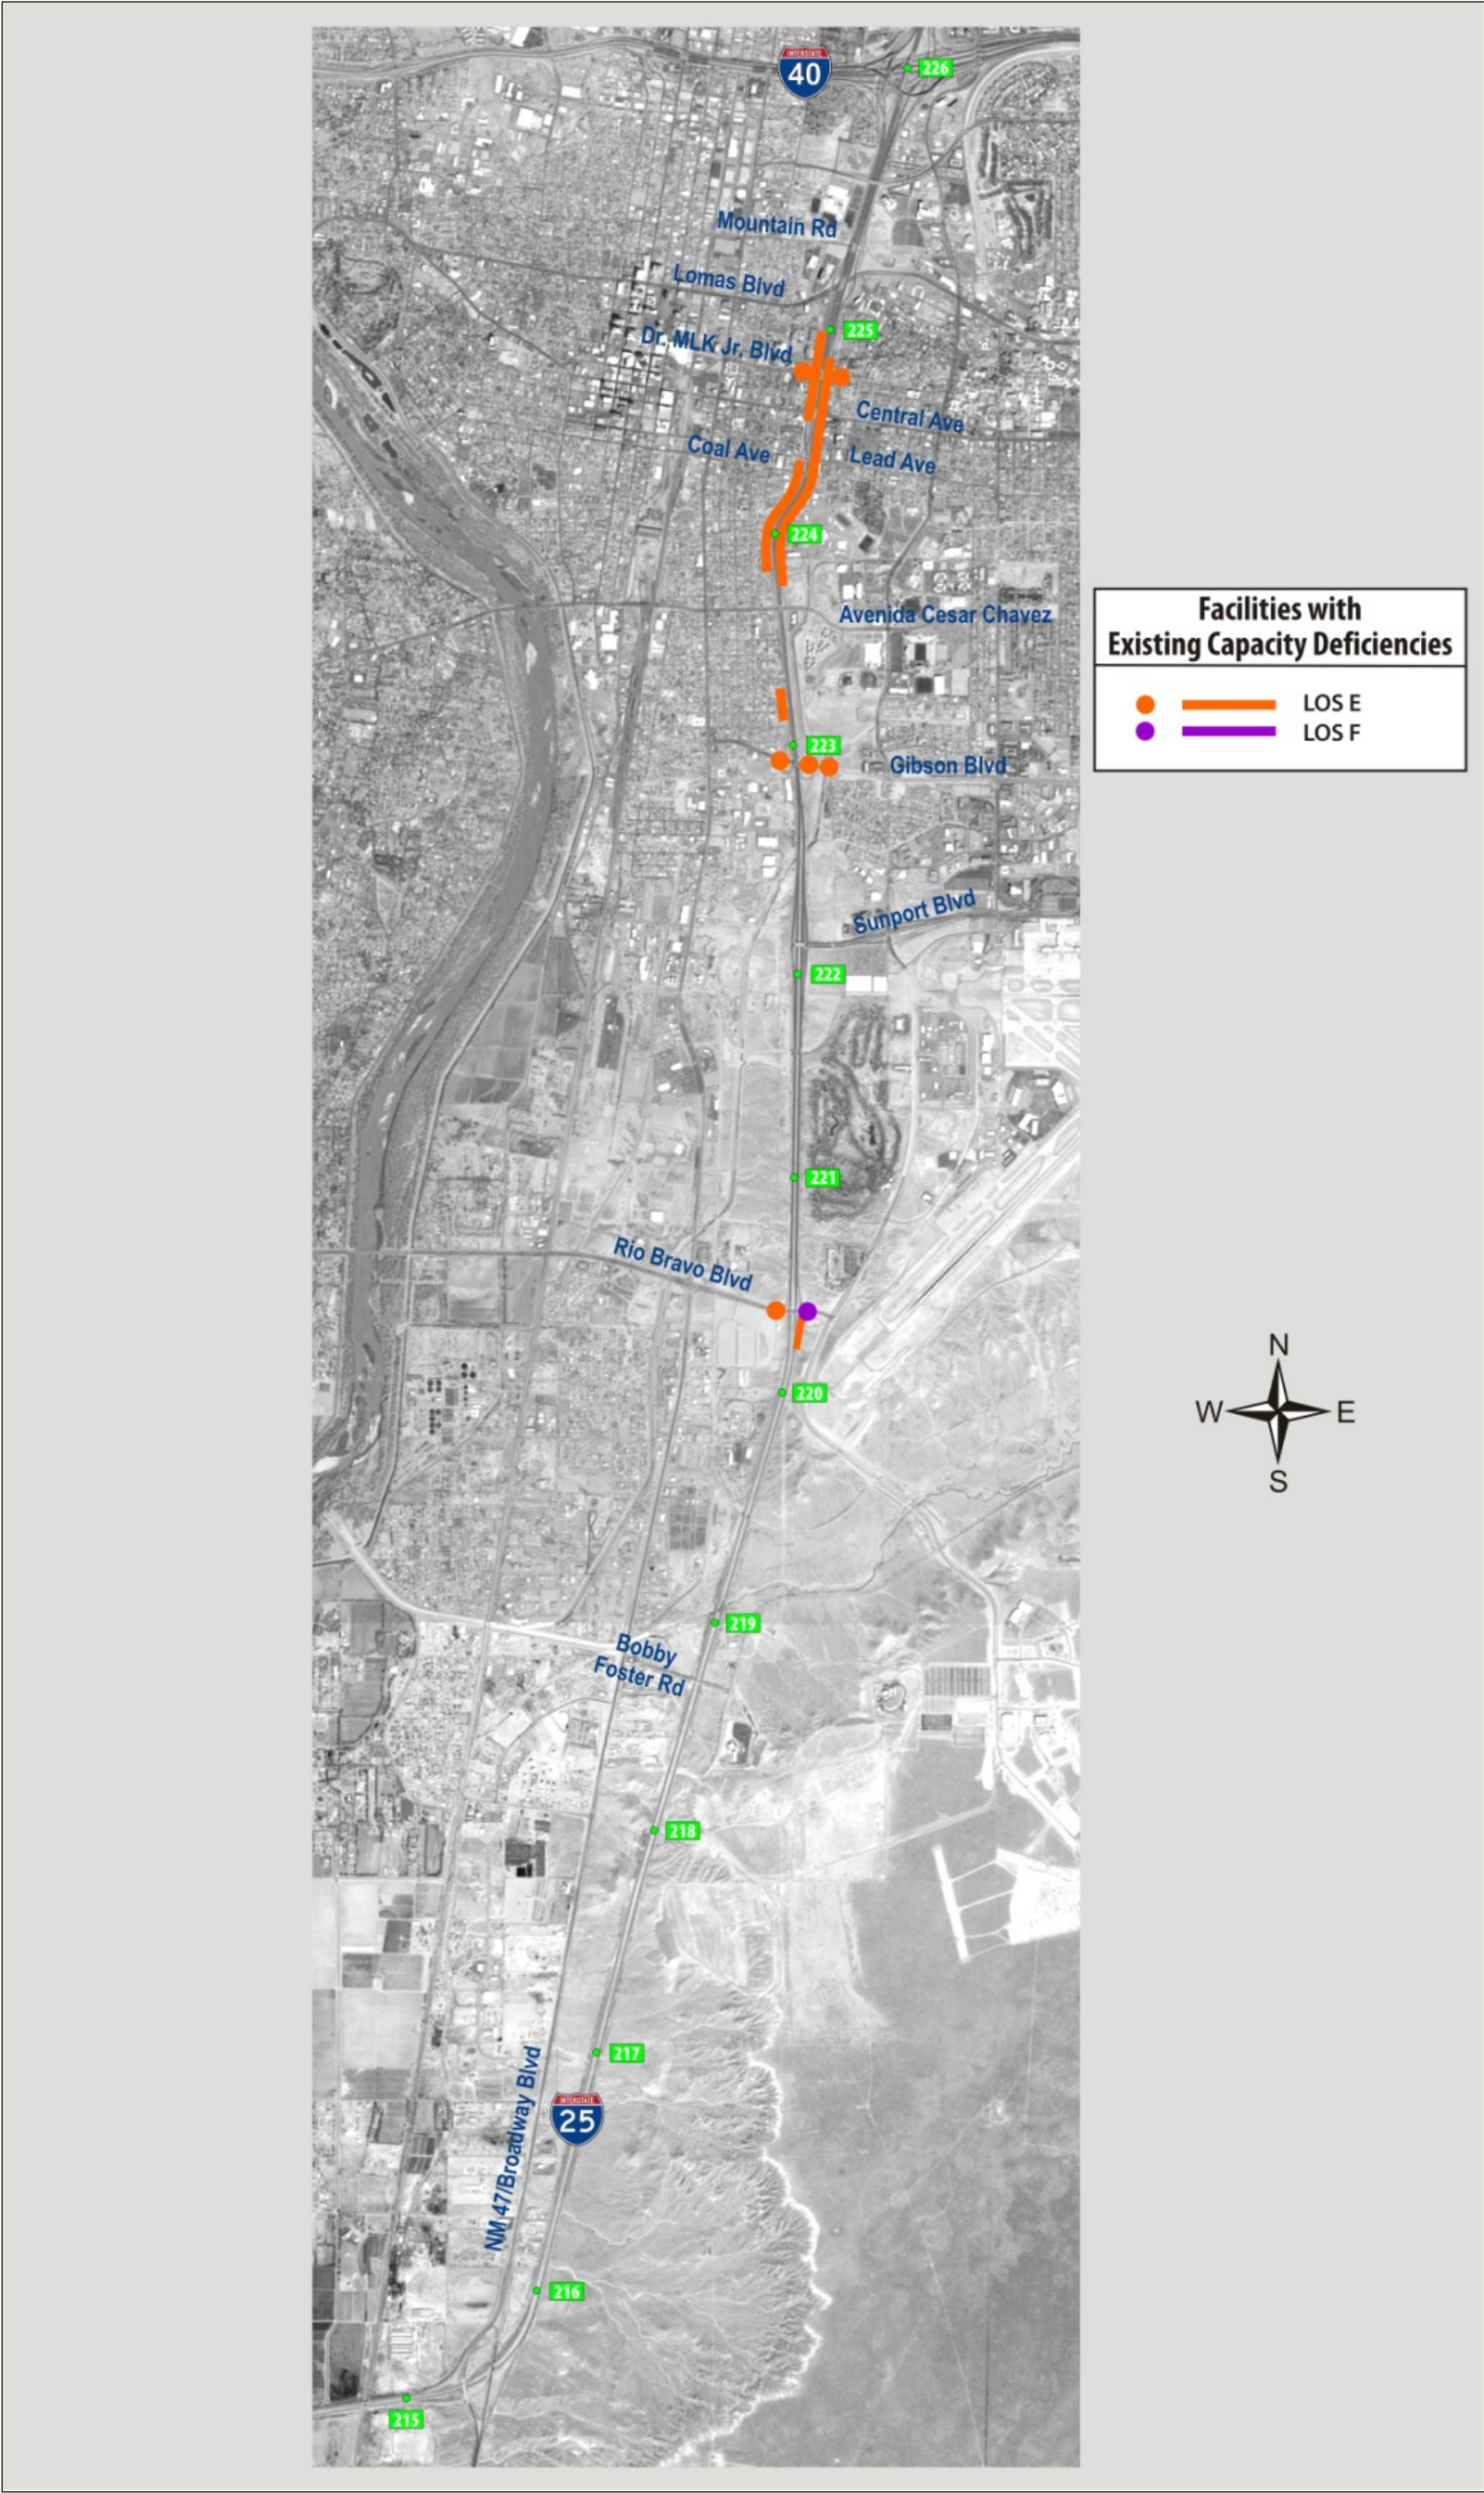 INTERSTATE
40
226
Mountain Rd
Lomas Blvd
225
Dr. MLK Jr. Blvd
Central Ave
Coal Ave
Lead Ave
224
Avenida Cesar Chavez
Facilities with
Existing Capacity Deficiencies
LOS E
LOS F
223
Gibson Blvd
Sunport Blvd
222
221
Rio Bravo Blvd
220
N
W
E
S
219
Bobby
Foster Rd
218
217
NM 47/Broadway Blvd
INTERSTATE
25
216
215